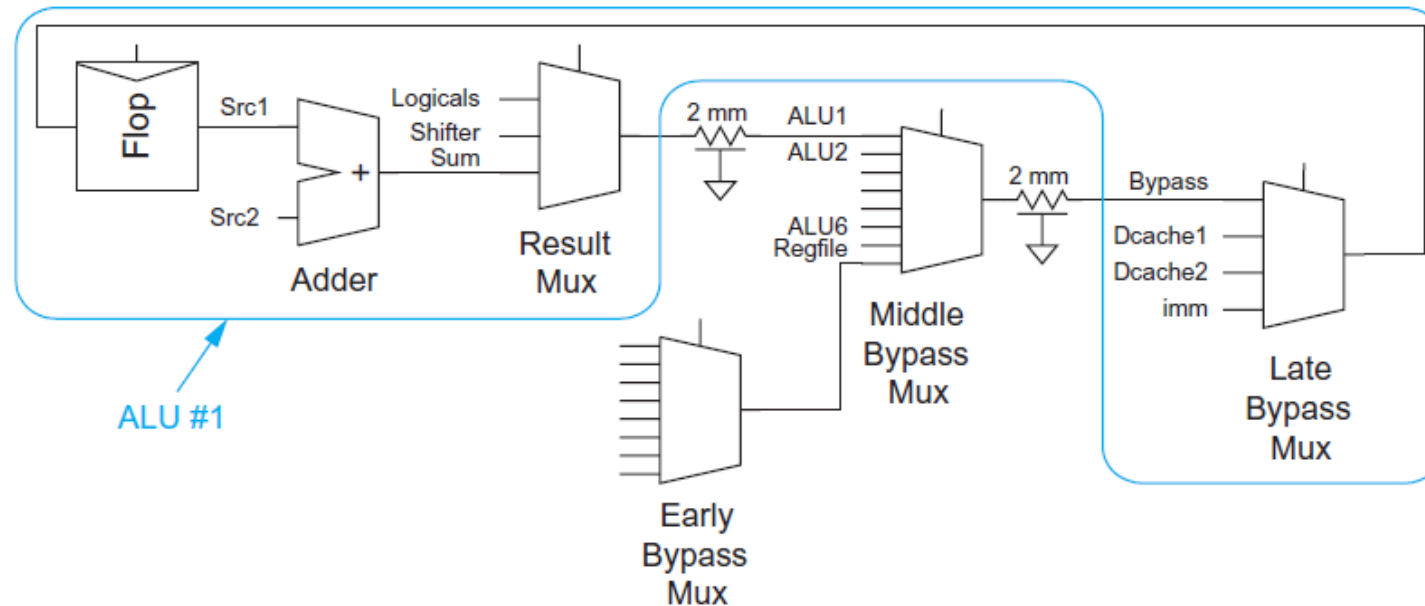 Flop
Src1
Src2
+
Adder
Logicals
Shifter
Sum
Result
Mux
2 mm
ALU1
ALU2
ALU6
Regfile
Middle
Bypass
Mux
2 mm
Bypass
Dcache1
Dcache2
imm
Late
Bypass
Mux
ALU #1
Early
Bypass
Mux